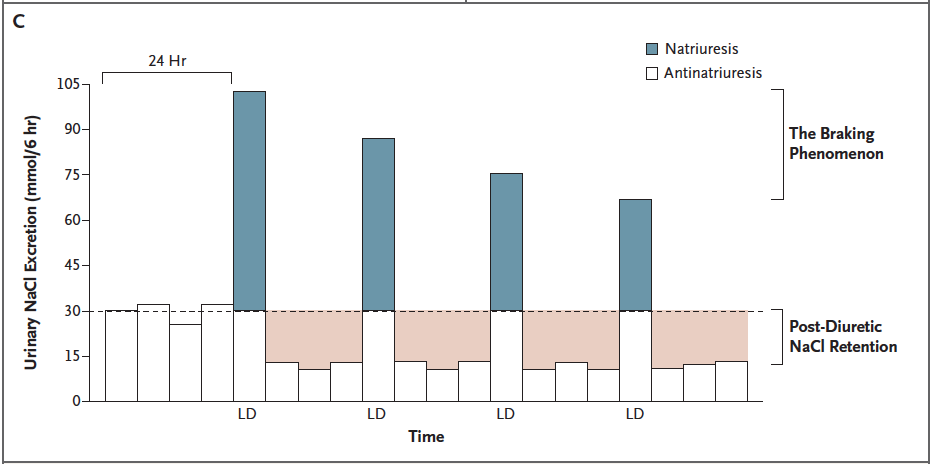 C
24 Hr
Natriuresis
Antinatriuresis
105
90
75
60
45
30
15
0
Urinary NaCl Excretion (mmol/6 hr)
The Braking
Phenomenon
Post-Diuretic
NaCl Retention
LD LD LD LD
Time